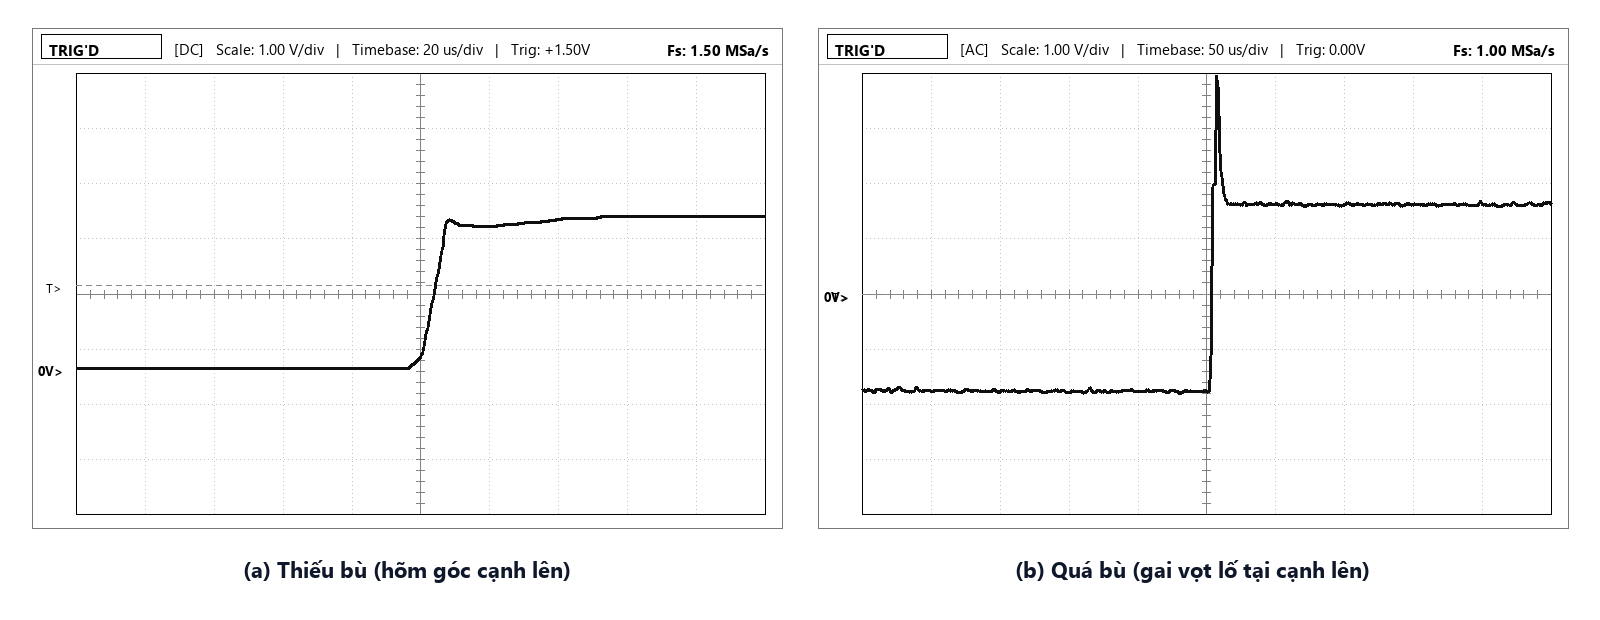 TRIG'D [DC] Scale: 1.00 V/div | Timebase: 20 us/div | Trig: +1.50V Fs: 1.50 MSa/s
T>
0V>
(a) Thiếu bù (hõm góc cạnh lên)
TRIG'D [AC] Scale: 1.00 V/div | Timebase: 50 us/div | Trig: 0.00V Fs: 1.00 MSa/s
0V>
(b) Quá bù (gai vọt lố tại cạnh lên)